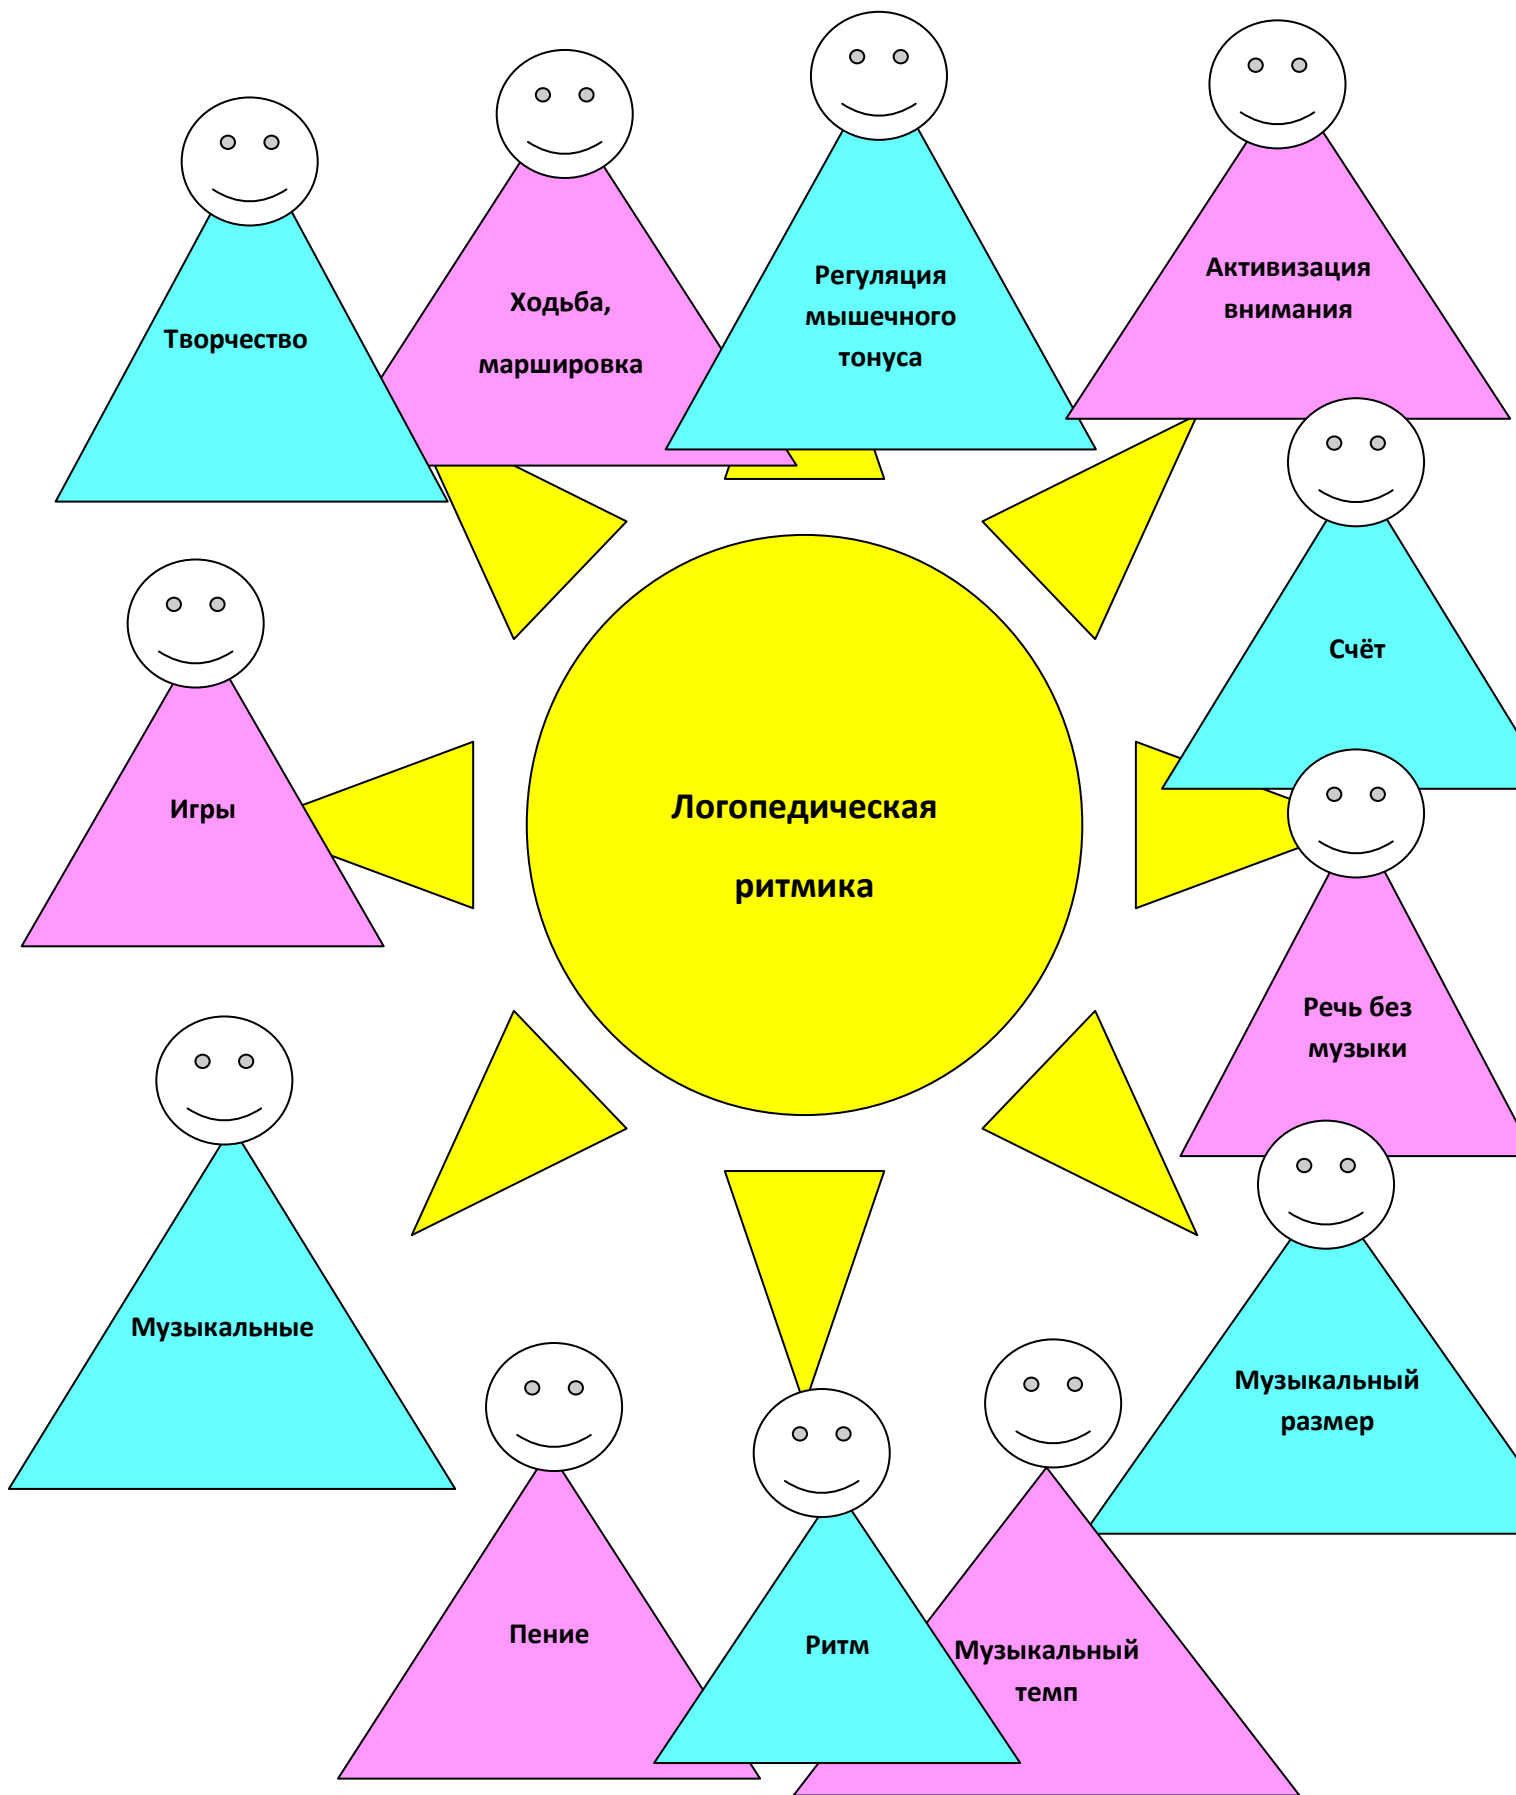 Творчество
Ходьба,
маршировка
Регуляция
мышечного
тонуса
Активизация
внимания
Счёт
Игры
Логопедическая
ритмика
Речь без
музыки
Музыкальные
Музыкальный
размер
Пение
Ритм
Музыкальный
темп